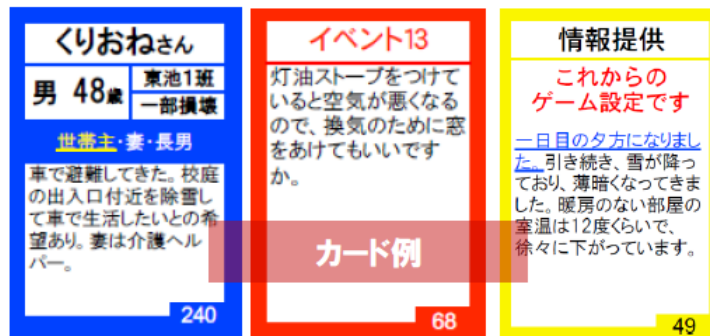 くりおねさん
男 48歳
東池1班
一部損壊
世帯主・妻・長男
車で避難してきた。校庭
の出入口付近を除雪し
て車で生活したいとの希
望あり。妻は介護ヘル
パー。
240
イベント13
灯油ストーブをつけて
いると空気が悪くなる
ので、換気のために窓
をあけてもいいです
か。
68
情報提供
これからの
ゲーム設定です
一日目の夕方になりまし
た。引き続き、雪が降っ
ており、薄暗くなってきま
した。暖房のない部屋の
室温は12度くらいで、
徐々に下がっています。
49
カード例